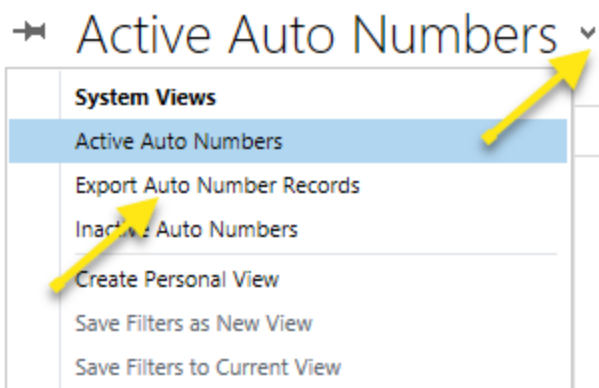 Active Auto Numbers
System Views
Active Auto Numbers
Export Auto Number Records
Inactive Auto Numbers
Create Personal View
Save Filters as New View
Save Filters to Current View